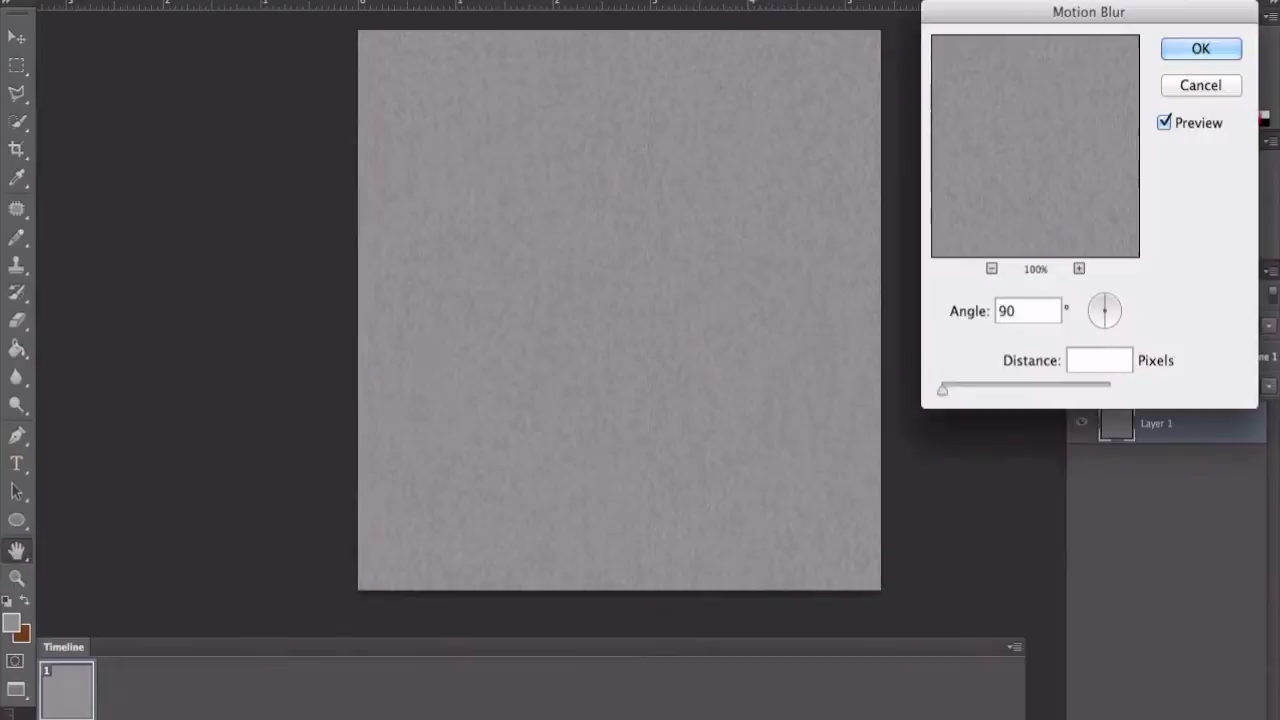 Motion Blur
OK
Cancel
Preview
100%
Angle: 90 °
Distance: Pixels
Layer 1
Timeline
1